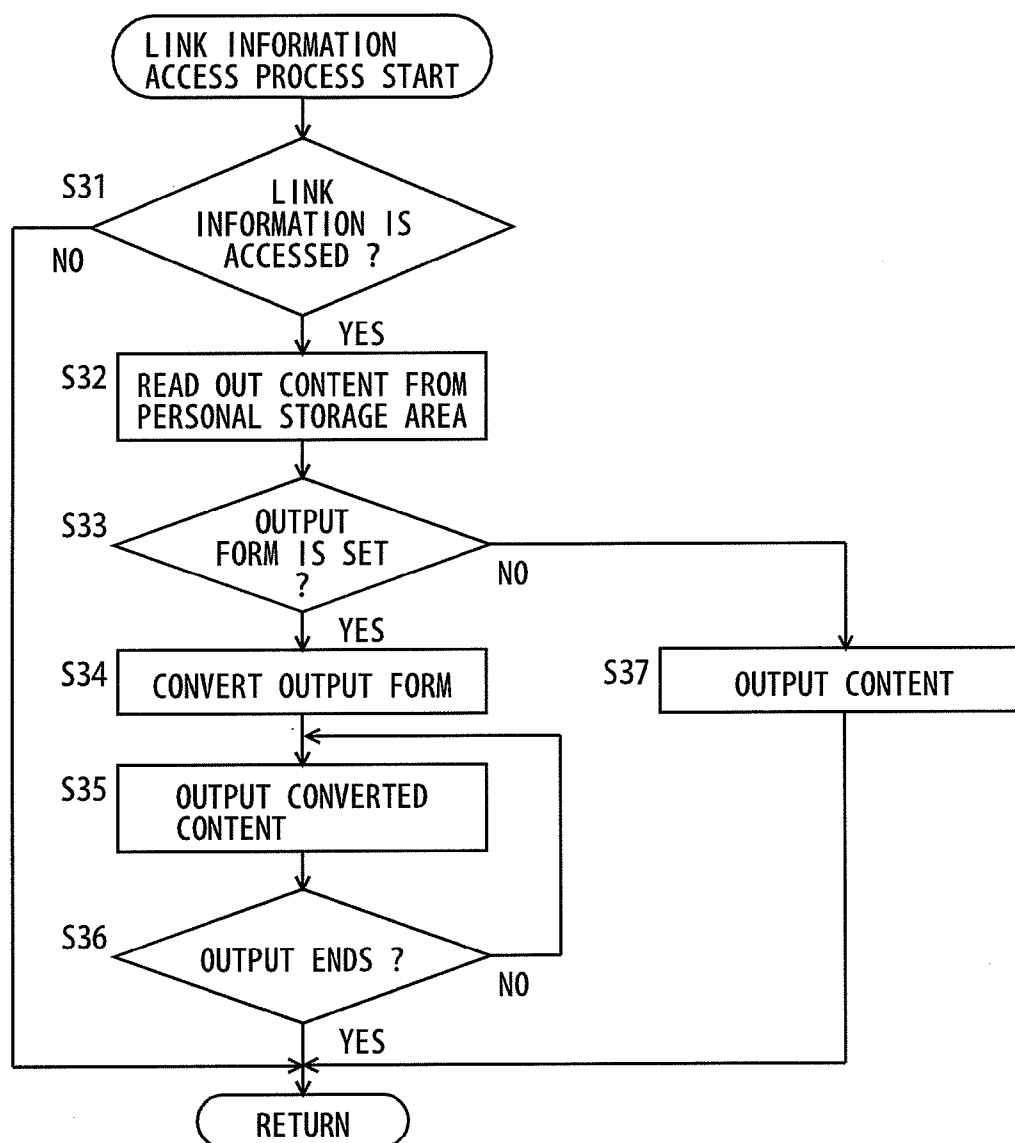 LINK INFORMATION
ACCESS PROCESS START
S31
LINK
INFORMATION IS
ACCESSED ?
NO
YES
S32
READ OUT CONTENT FROM
PERSONAL STORAGE AREA
S33
OUTPUT
FORM IS SET
?
NO
YES
S34
CONVERT OUTPUT FORM
S37
OUTPUT CONTENT
S35
OUTPUT CONVERTED
CONTENT
S36
OUTPUT ENDS ?
NO
YES
RETURN